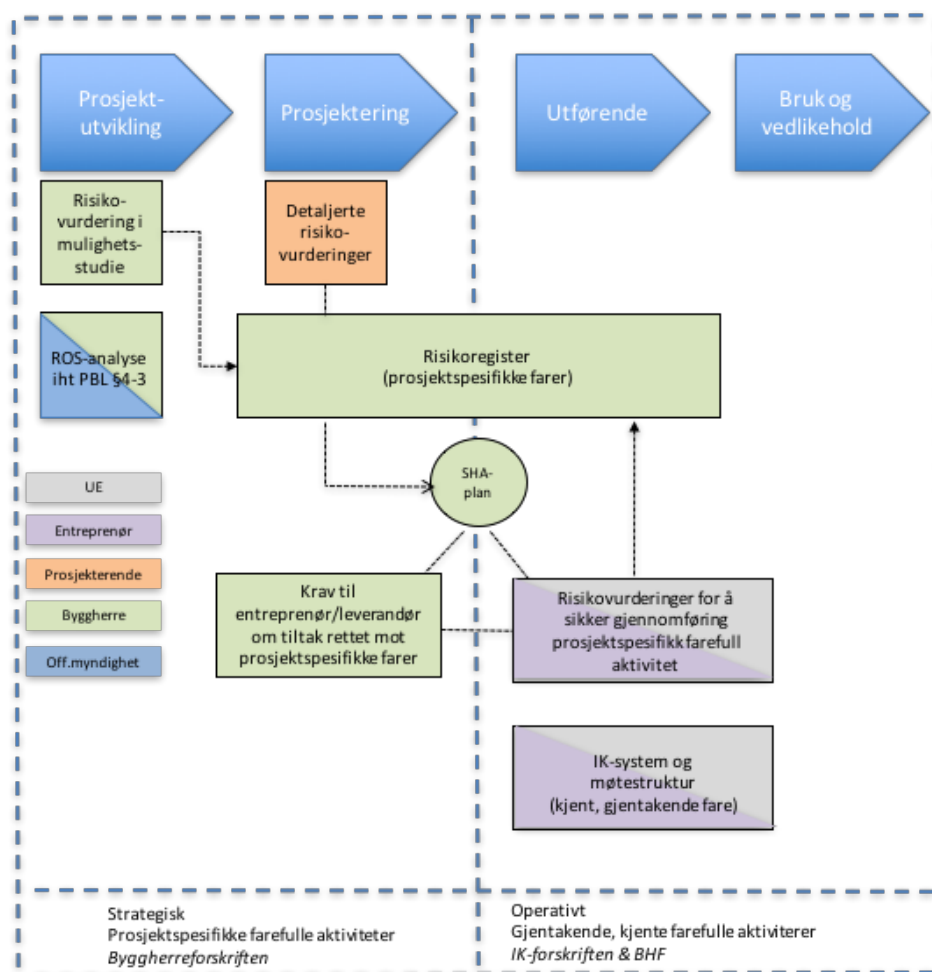 Prosjekt-
utvikling
Prosjektering
Utførende
Bruk og
vedlikehold
Risiko-
vurdering i
mulighets-
studie
Detaljerte
risiko-
vurderinger
ROS-analyse
iht PBL §4-3
Risikoregister
(prosjektspesifikke farer)
SHA-
plan
UE
Entreprenør
Prosjekterende
Byggherre
Off.myndighet
Krav til
entreprenør/leverandør
om tiltak rettet mot
prosjektspesifikke farer
Risikovurderinger for å
sikker gjennomføring
prosjektspesifikk farefull
aktivitet
IK-system og
møtestruktur
(kjent, gjentakende fare)
Strategisk
Prosjektspesifikke farefulle aktiviteter
Byggherreforskriften
Operativt
Gjentakende, kjente farefulle aktiviterer
IK-forskriften & BHF